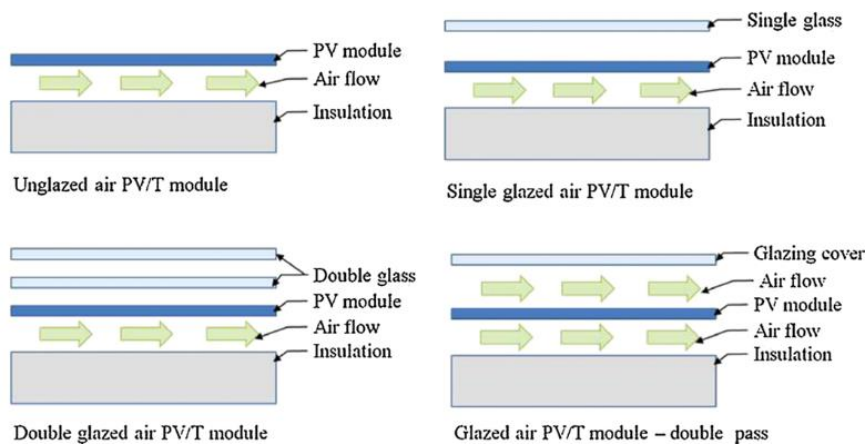 PV module
Air flow
Insulation
Unglazed air PV/T module
Single glass
PV module
Air flow
Insulation
Single glazed air PV/T module
Double glass
PV module
Air flow
Insulation
Double glazed air PV/T module
Glazing cover
Air flow
PV module
Air flow
Insulation
Glazed air PV/T module – double pass